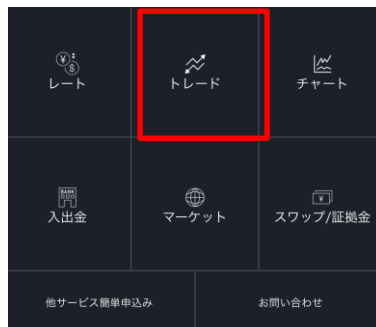 レート
トレード
チャート
BANK
入出金
マーケット
スワップ/証拠金
他サービス簡単申込み
お問い合わせ